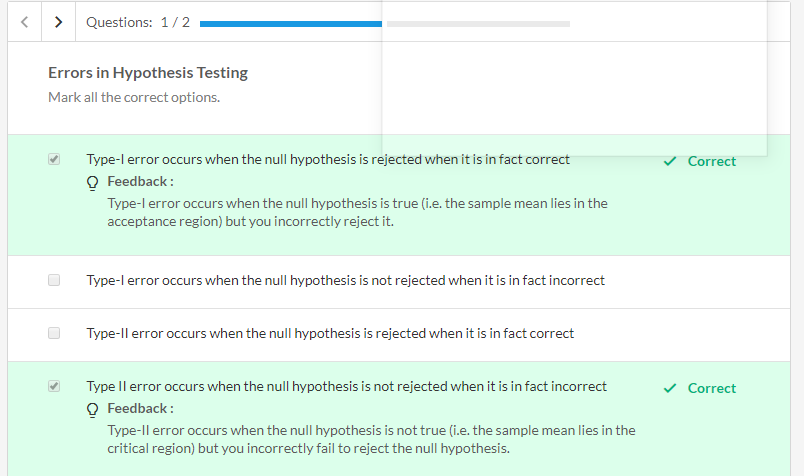 Questions: 1 / 2
Errors in Hypothesis Testing
Mark all the correct options.
Type-I error occurs when the null hypothesis is rejected when it is in fact correct
Correct
Feedback :
Type-I error occurs when the null hypothesis is true (i.e. the sample mean lies in the
acceptance region) but you incorrectly reject it.
Type-I error occurs when the null hypothesis is not rejected when it is in fact incorrect
Type-II error occurs when the null hypothesis is rejected when it is in fact correct
Type II error occurs when the null hypothesis is not rejected when it is in fact incorrect
Correct
Feedback :
Type-II error occurs when the null hypothesis is not true (i.e. the sample mean lies in the
critical region) but you incorrectly fail to reject the null hypothesis.